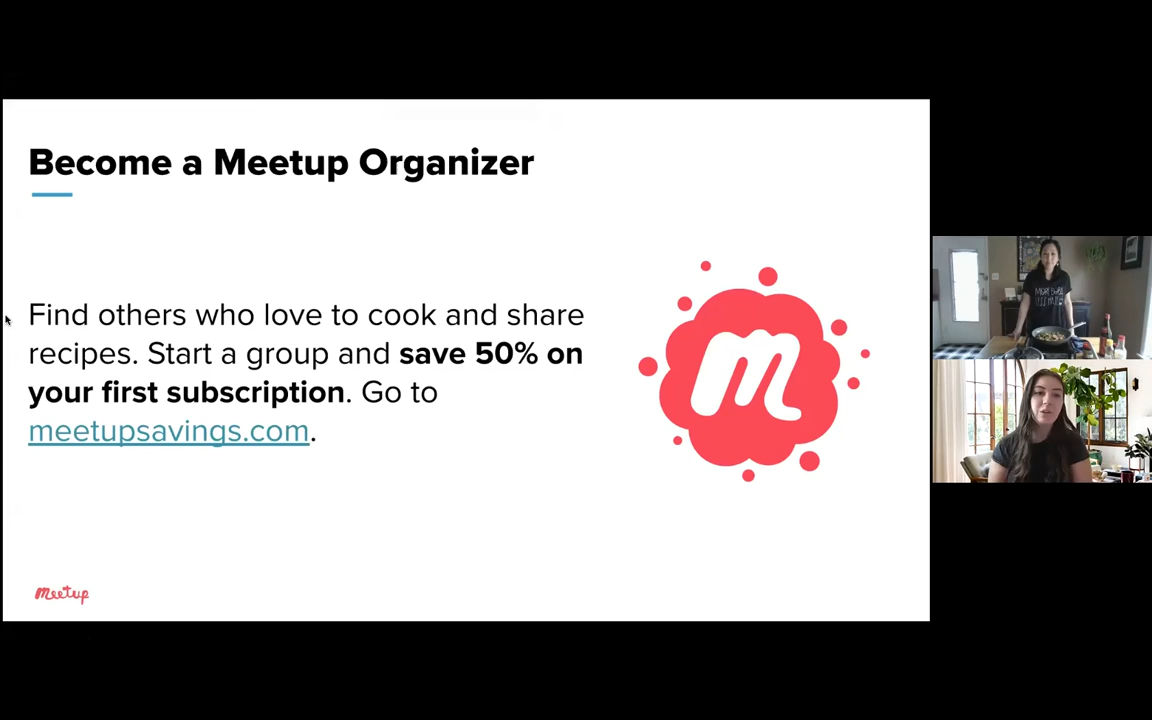 Become a Meetup Organizer
Find others who love to cook and share
recipes. Start a group and save 50% on
your first subscription. Go to
meetupsavings.com.
m
meetup